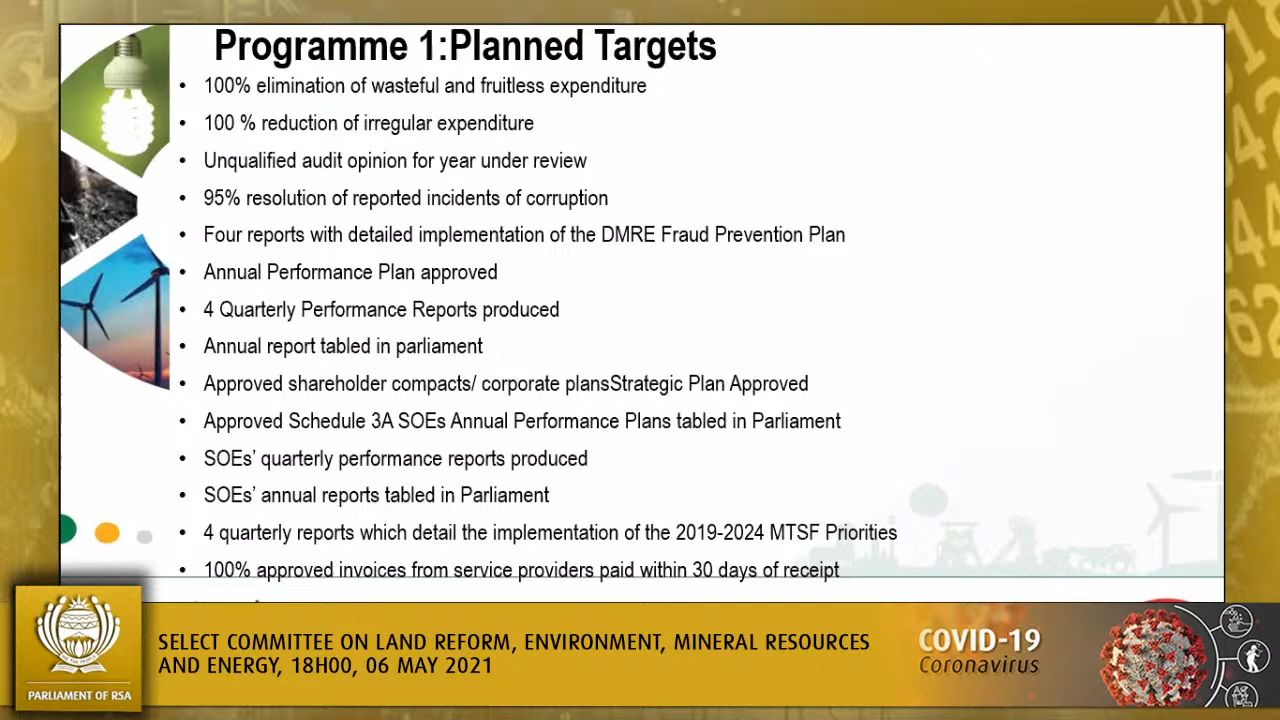 Programme 1:Planned Targets
• 100% elimination of wasteful and fruitless expenditure
• 100 % reduction of irregular expenditure
• Unqualified audit opinion for year under review
• 95% resolution of reported incidents of corruption
• Four reports with detailed implementation of the DMRE Fraud Prevention Plan
• Annual Performance Plan approved
• 4 Quarterly Performance Reports produced
• Annual report tabled in parliament
• Approved shareholder compacts/ corporate plansStrategic Plan Approved
• Approved Schedule 3A SOEs Annual Performance Plans tabled in Parliament
• SOEs’ quarterly performance reports produced
• SOEs’ annual reports tabled in Parliament
• 4 quarterly reports which detail the implementation of the 2019-2024 MTSF Priorities
• 100% approved invoices from service providers paid within 30 days of receipt
SELECT COMMITTEE ON LAND REFORM, ENVIRONMENT, MINERAL RESOURCES
AND ENERGY, 18H00, 06 MAY 2021
PARLIAMENT OF RSA
COVID-19
Coronavirus